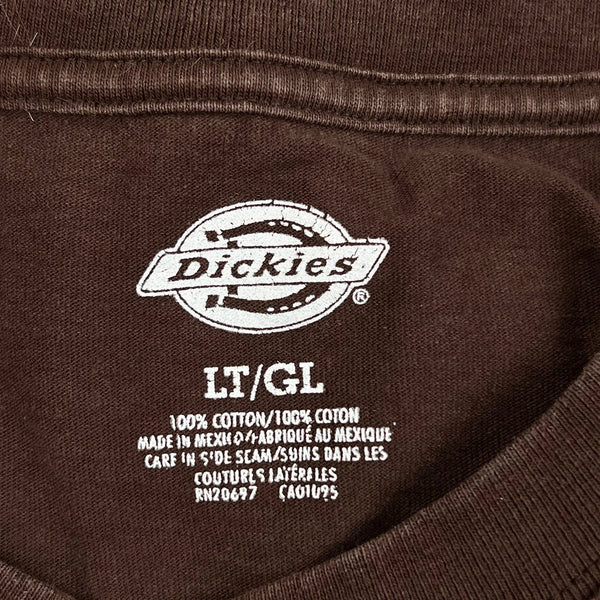 Dickies ®
LT/GL
100% COTTON/100% COTON
MADE IN MEXICO/FABRIQUÉ AU MEXIQUE
CARE IN SIDE SEAM/SOINS DANS LES
COUTURES LATÉRALES
RN20697 CA01095